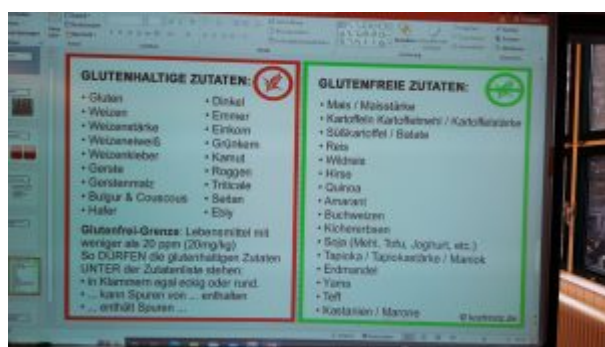 GLUTENHALTIGE ZUTATEN:
• Gluten
• Weizen
• Weizenstärke
• Weizeneiweiß
• Weizenkleber
• Gerste
• Gerstenmalz
• Bulgur & Couscous
• Hafer
• Dinkel
• Emmer
• Einkorn
• Grünkern
• Kamut
• Roggen
• Triticale
• Seitan
• Ebly
Glutenfrei-Grenze: Lebensmittel mit
weniger als 20 ppm (20mg/kg)
So DÜRFEN die glutenhaltigen Zutaten
UNTER der Zutatenliste stehen:
• in Klammern egal eckig oder rund.
• ... kann Spuren von ... enthalten
• ... enthält Spuren ...
GLUTENFREIE ZUTATEN:
• Mais / Maisstärke
• Kartoffeln Kartoffelmehl / Kartoffelstärke
• Süßkartoffel / Batate
• Reis
• Wildreis
• Hirse
• Quinoa
• Amarant
• Buchweizen
• Kichererbsen
• Soja (Mehl, Tofu, Joghurt, etc.)
• Tapioka / Tapiokastärke / Maniok
• Erdmandel
• Yams
• Teff
• Kastanien / Marone